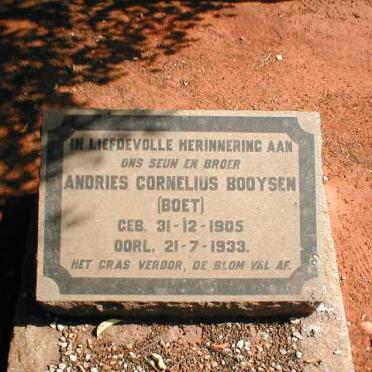 IN LIEFDEVOLLE HERINNERING AAN
ONS SEUN EN BROER
ANDRIES CORNELIUS BOOYSEN
(BOET)
GEB. 31-12-1905
OORL. 21-7-1933.
HET GRAS VERDOR, DE BLOM VAL AF.